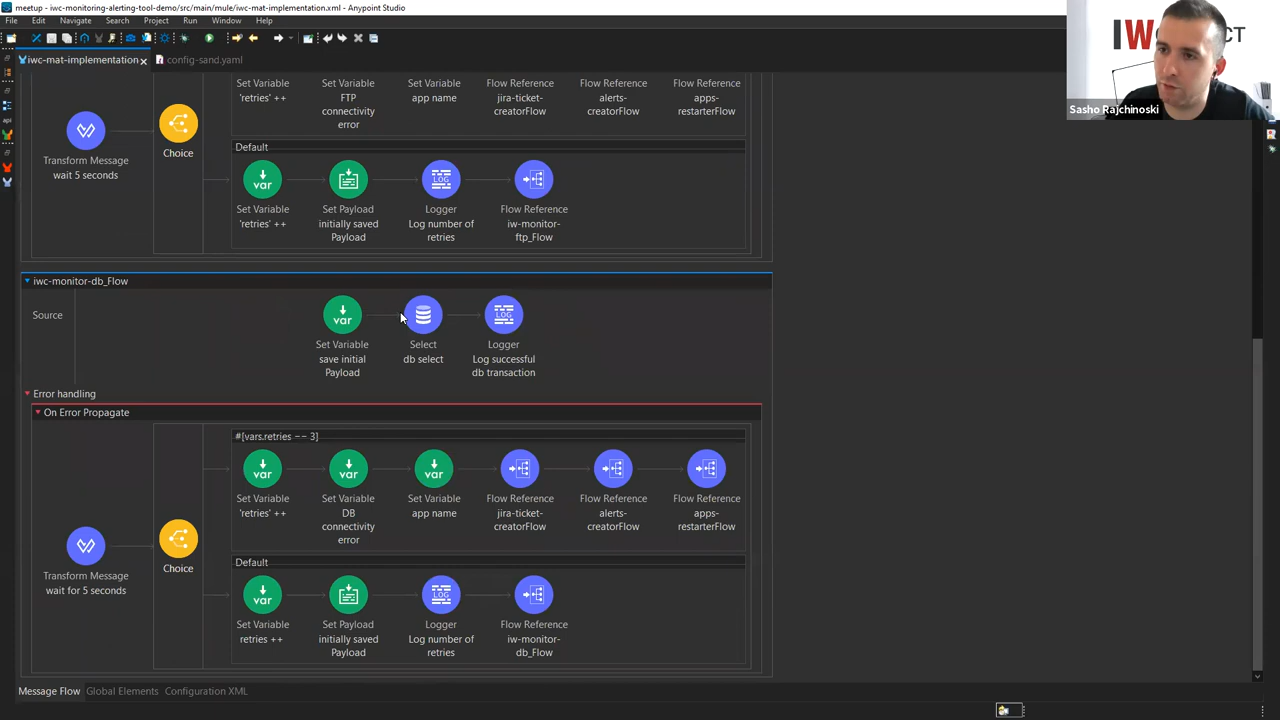 meetup - iwc-monitoring-alerting-tool-demo/src/main/mule/iwc-mat-implementation.xml - Anypoint Studio
File Edit Navigate Search Project Run Window Help
iwc-mat-implementation config-sand.yaml
Set Variable Set Variable Set Variable Flow Reference Flow Reference Flow Reference
'retries' ++ FTP app name jira-ticket- alerts- apps-
connectivity creatorFlow creatorFlow restarterFlow
error
Transform Message
wait 5 seconds
Choice
Default
Set Variable Set Payload Logger Flow Reference
'retries' ++ initially saved Log number of iw-monitor-
Payload retries ftp_Flow
iwc-monitor-db_Flow
Source
Set Variable Select Logger
save initial db select Log successful
Payload db transaction
Error handling
On Error Propagate
#[vars.retries == 3]
Set Variable Set Variable Set Variable Flow Reference Flow Reference Flow Reference
'retries' ++ DB app name jira-ticket- alerts- apps-
connectivity creatorFlow creatorFlow restarterFlow
error
Transform Message
wait for 5 seconds
Choice
Default
Set Variable Set Payload Logger Flow Reference
retries ++ initially saved Log number of iw-monitor-
Payload retries db_Flow
Message Flow Global Elements Configuration XML
Sasho Rajchinoski